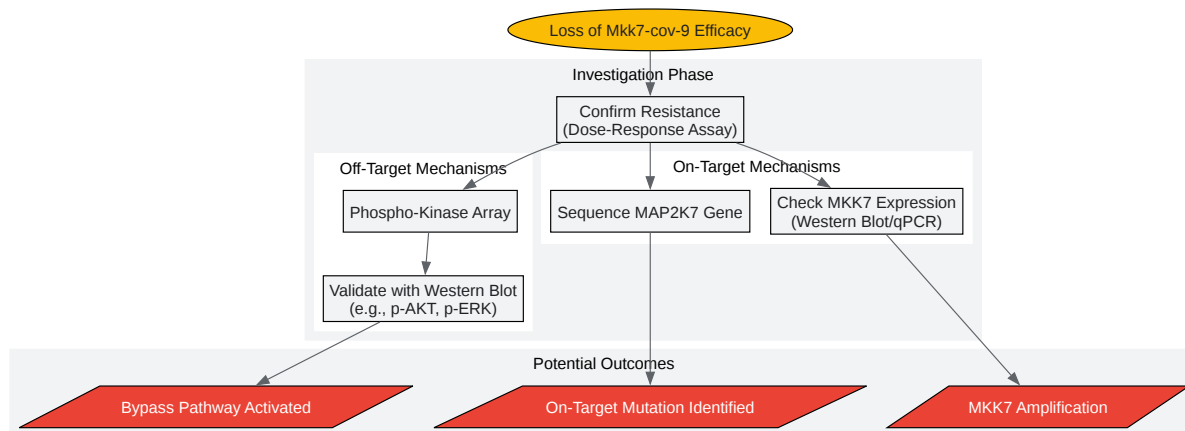 Loss of Mkk7-cov-9 Efficacy
Investigation Phase
Confirm Resistance
(Dose-Response Assay)
Off-Target Mechanisms
On-Target Mechanisms
Phospho-Kinase Array
Sequence MAP2K7 Gene
Check MKK7 Expression
(Western Blot/qPCR)
Validate with Western Blot
(e.g., p-AKT, p-ERK)
Potential Outcomes
Bypass Pathway Activated
On-Target Mutation Identified
MKK7 Amplification